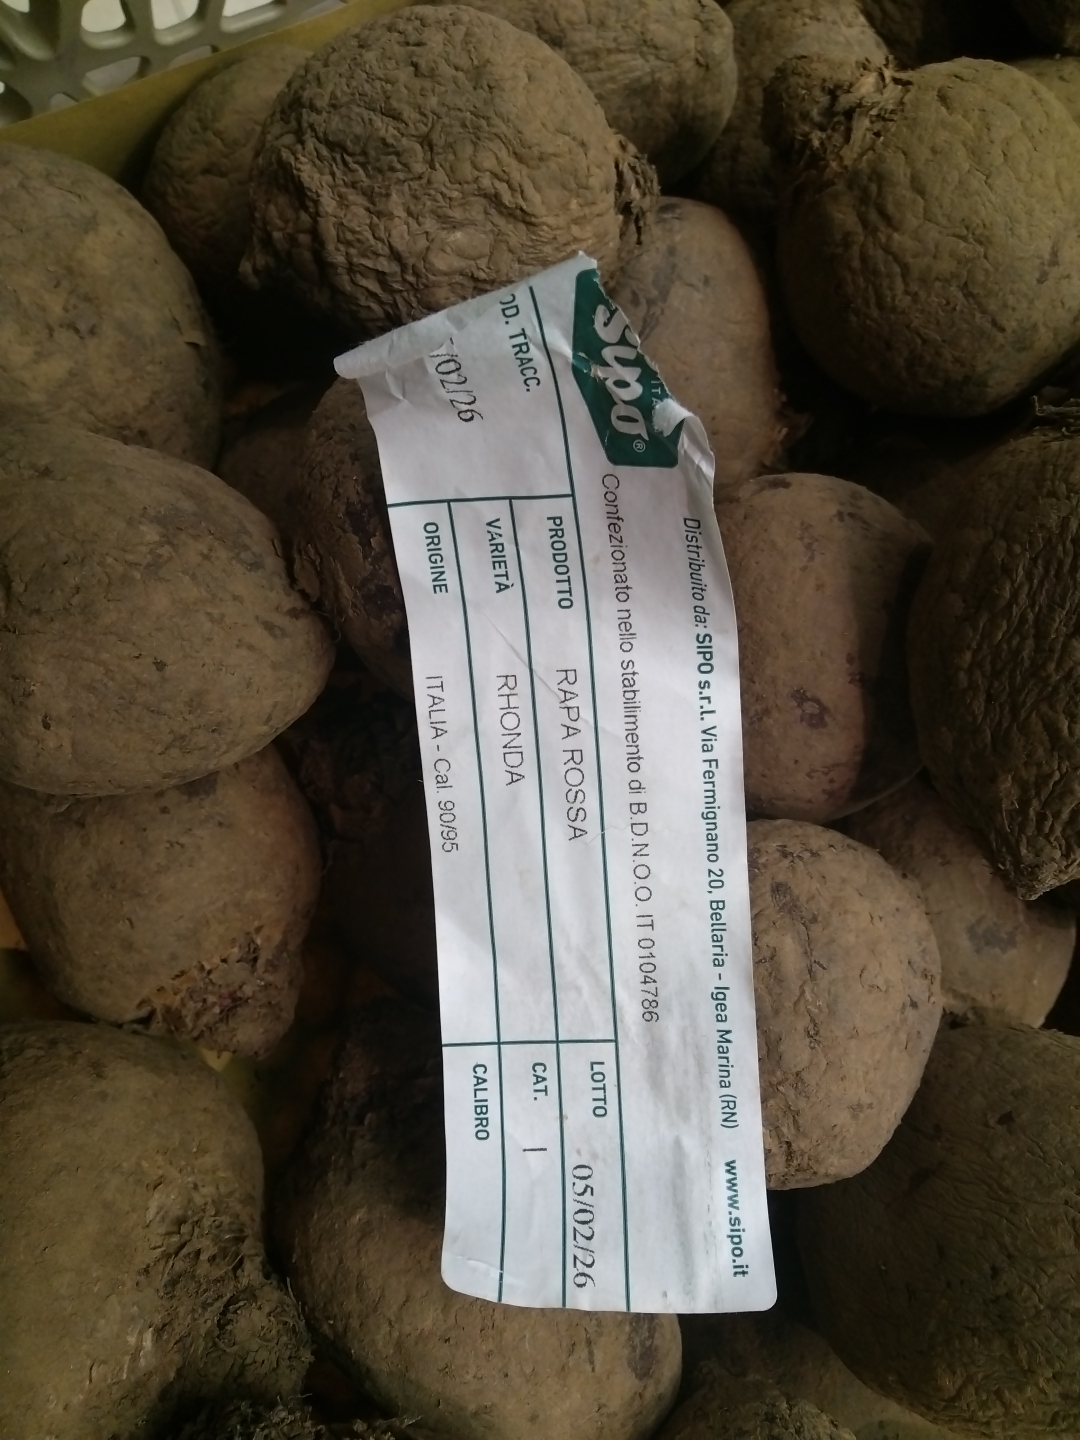 Distribuito da: SIPO s.r.l. Via Fermignano 20, Bellaria - Igea Marina (RN) www.sipo.it
Sipo®
Confezionato nello stabilimento di B.D.N.O.O. IT 0104786
TRACC.
/02/26
PRODOTTO RAPA ROSSA
LOTTO 05/02/26
VARIETÀ RHONDA
CAT. I
ORIGINE ITALIA - Cal. 90/95
CALIBRO